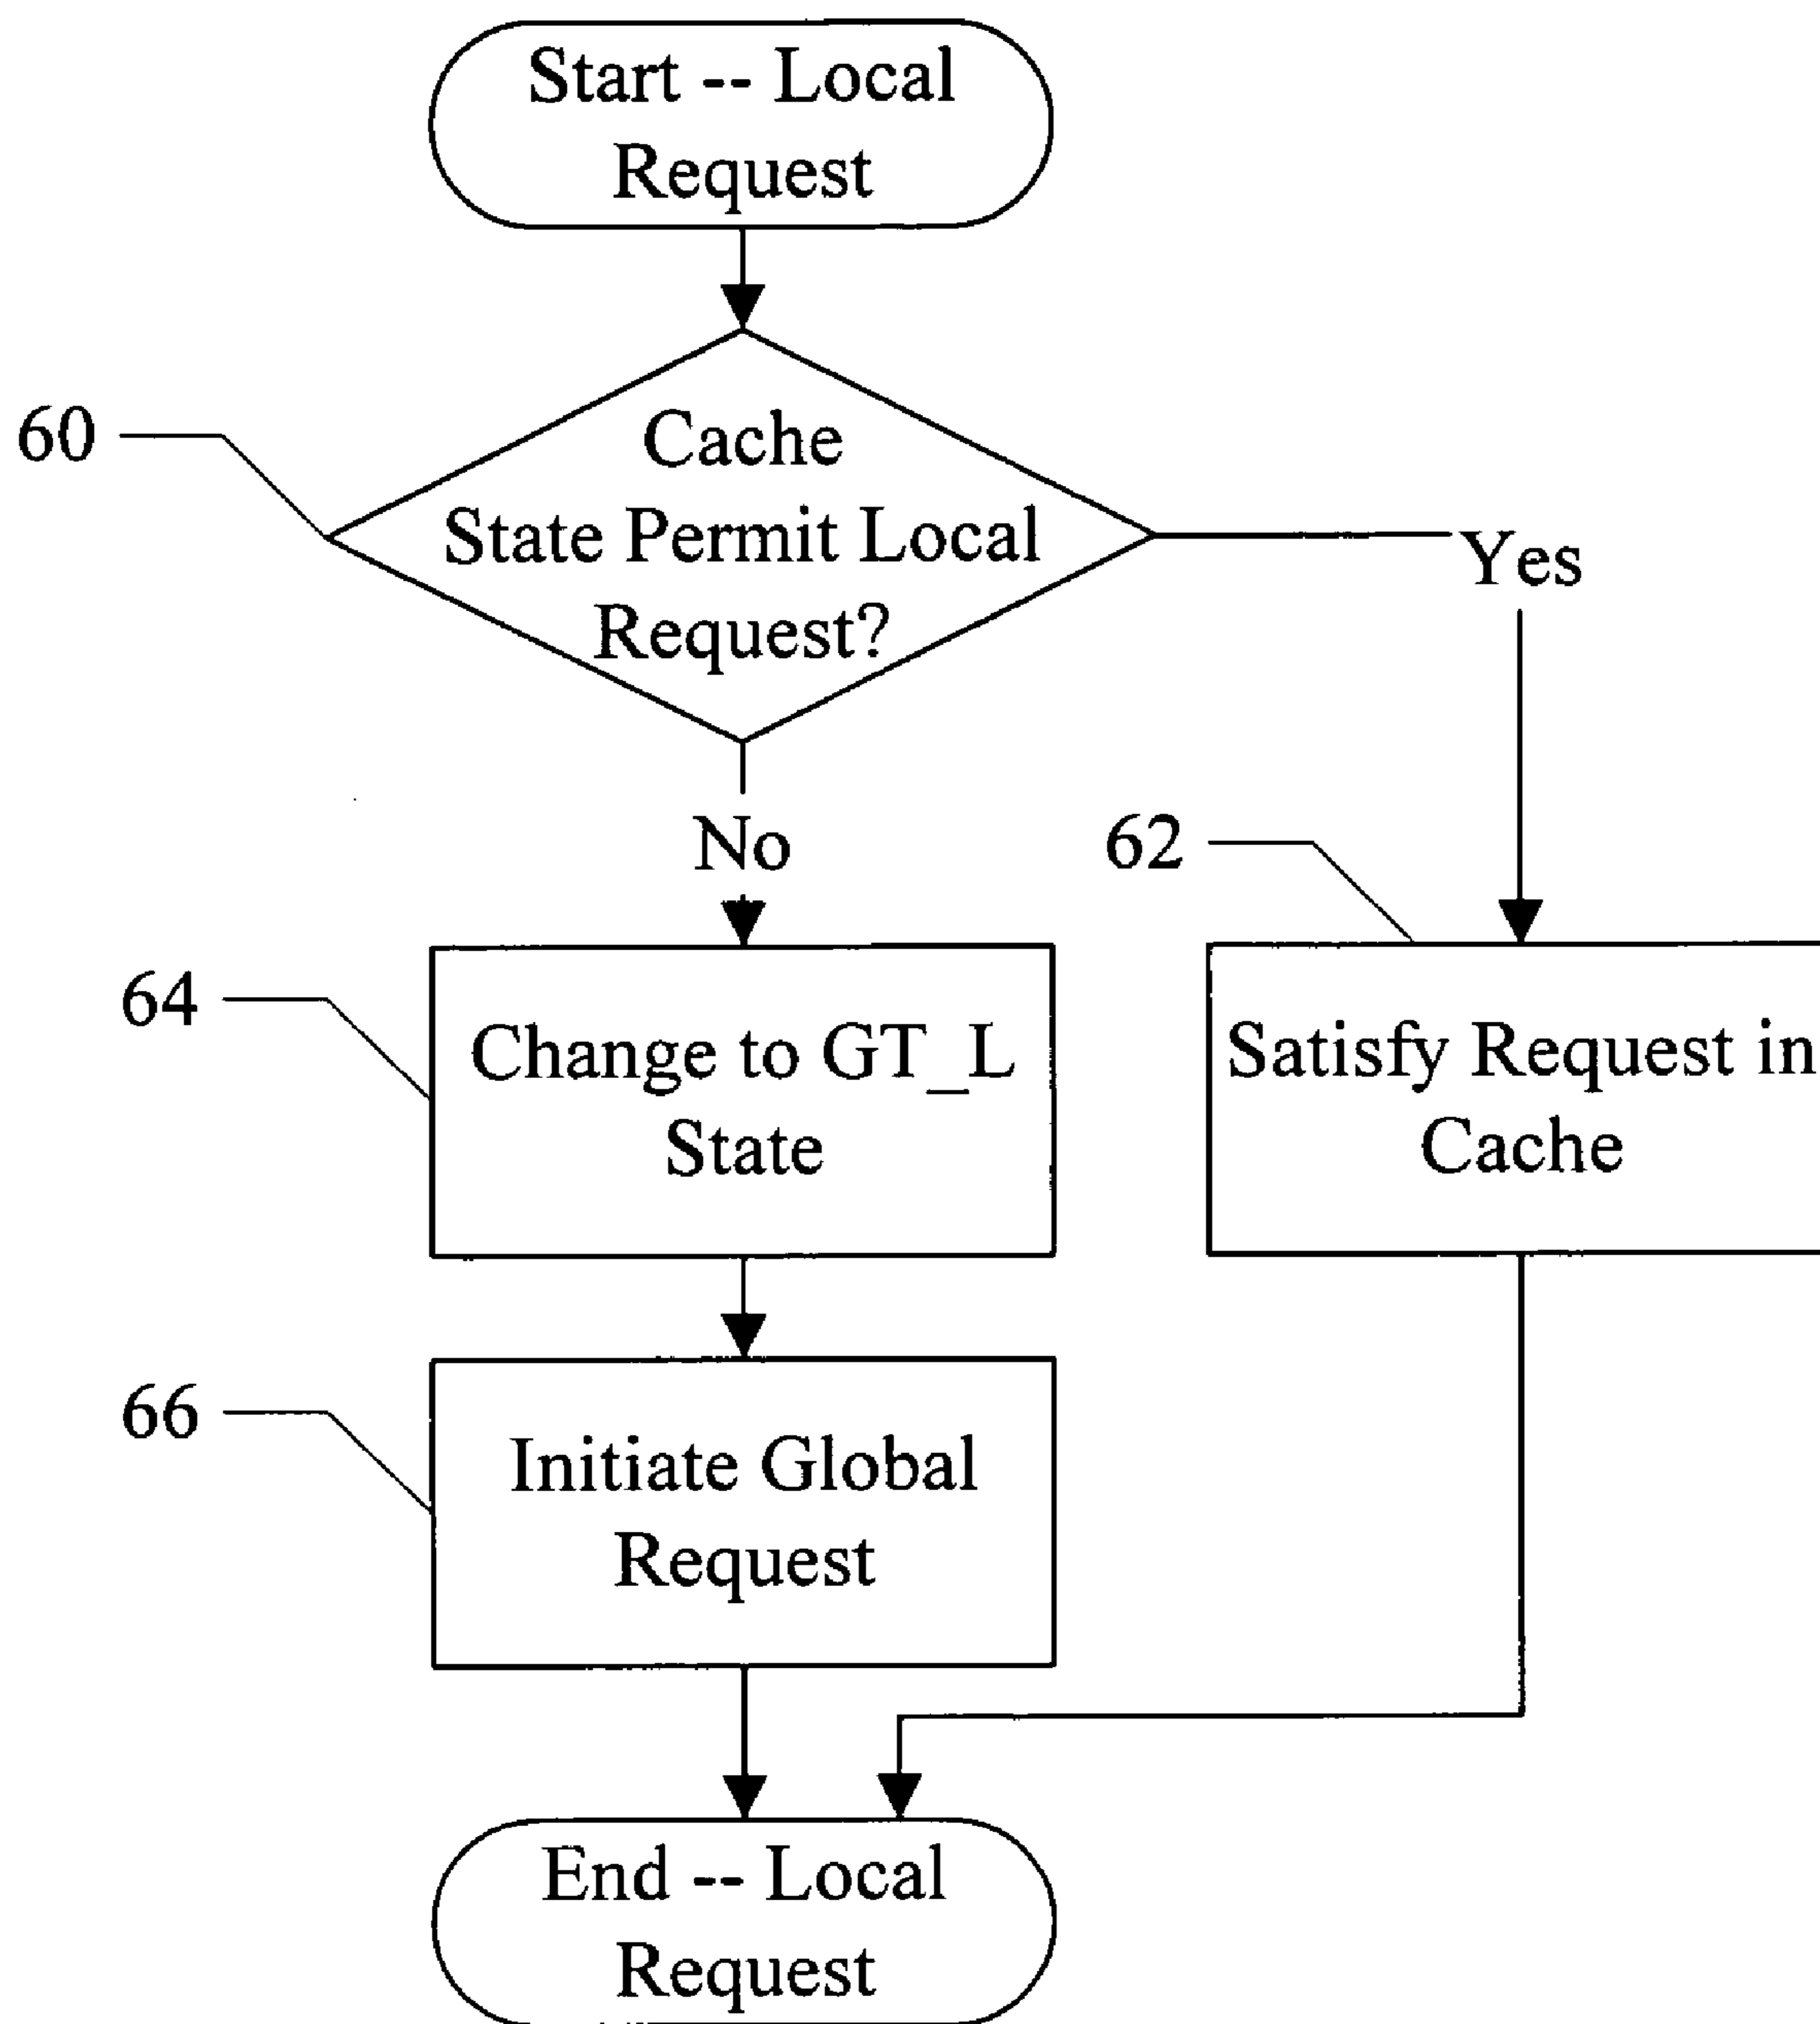 Start -- Local
Request
60
Cache
State Permit Local
Request?
Yes
No
62
64
Change to GT_L
State
Satisfy Request in
Cache
66
Initiate Global
Request
End -- Local
Request